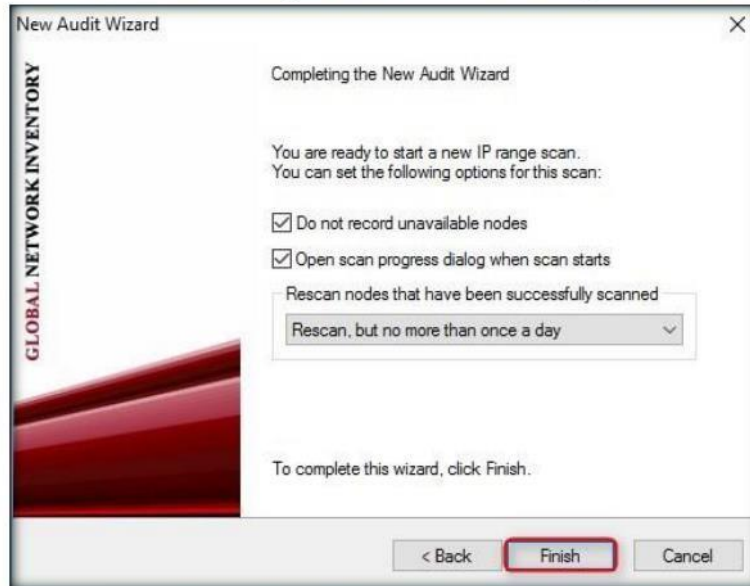 New Audit Wizard
GLOBAL NETWORK INVENTORY
Completing the New Audit Wizard
You are ready to start a new IP range scan.
You can set the following options for this scan:
Do not record unavailable nodes
Open scan progress dialog when scan starts
Rescan nodes that have been successfully scanned
Rescan, but no more than once a day
To complete this wizard, click Finish.
< Back Finish Cancel